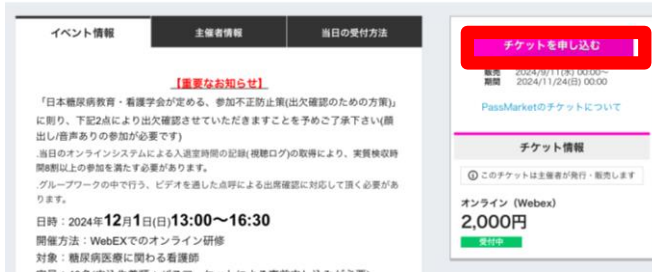 イベント情報
主催者情報
当日の受付方法
【重要なお知らせ】
「日本糖尿病教育・看護学会が定める、参加不正防止策(出欠確認のための方策)」
に則り、下記2点により出欠確認させていただきますことを予めご了承下さい(顔
出し/音声ありの参加が必要です)
.当日のオンラインシステムによる入退室時間の記録(視聴ログ)の取得により、実質検収時
間8割以上の参加を満たす必要があります。
.グループワークの中で行う、ビデオを通した点呼による出席確認に対応して頂く必要があ
ります。
日時：2024年12月1日(日)13:00〜16:30
開催方法：WebEXでのオンライン研修
対象：糖尿病医療に関わる看護師
チケットを申し込む
販売 2024/9/11(水) 00:00〜
期間 2024/11/24(日) 00:00
PassMarketのチケットについて
チケット情報
このチケットは主催者が発行・販売します
オンライン（Webex）
2,000円
受付中